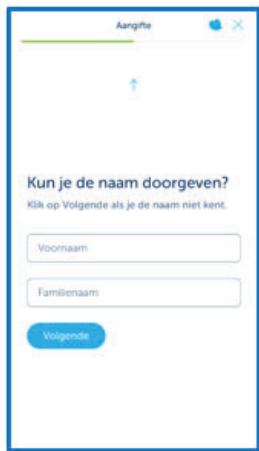 Aangifte
Kun je de naam doorgeven?
Klik op Volgende als je de naam niet kent.
Voornaam
Familienaam
Volgende